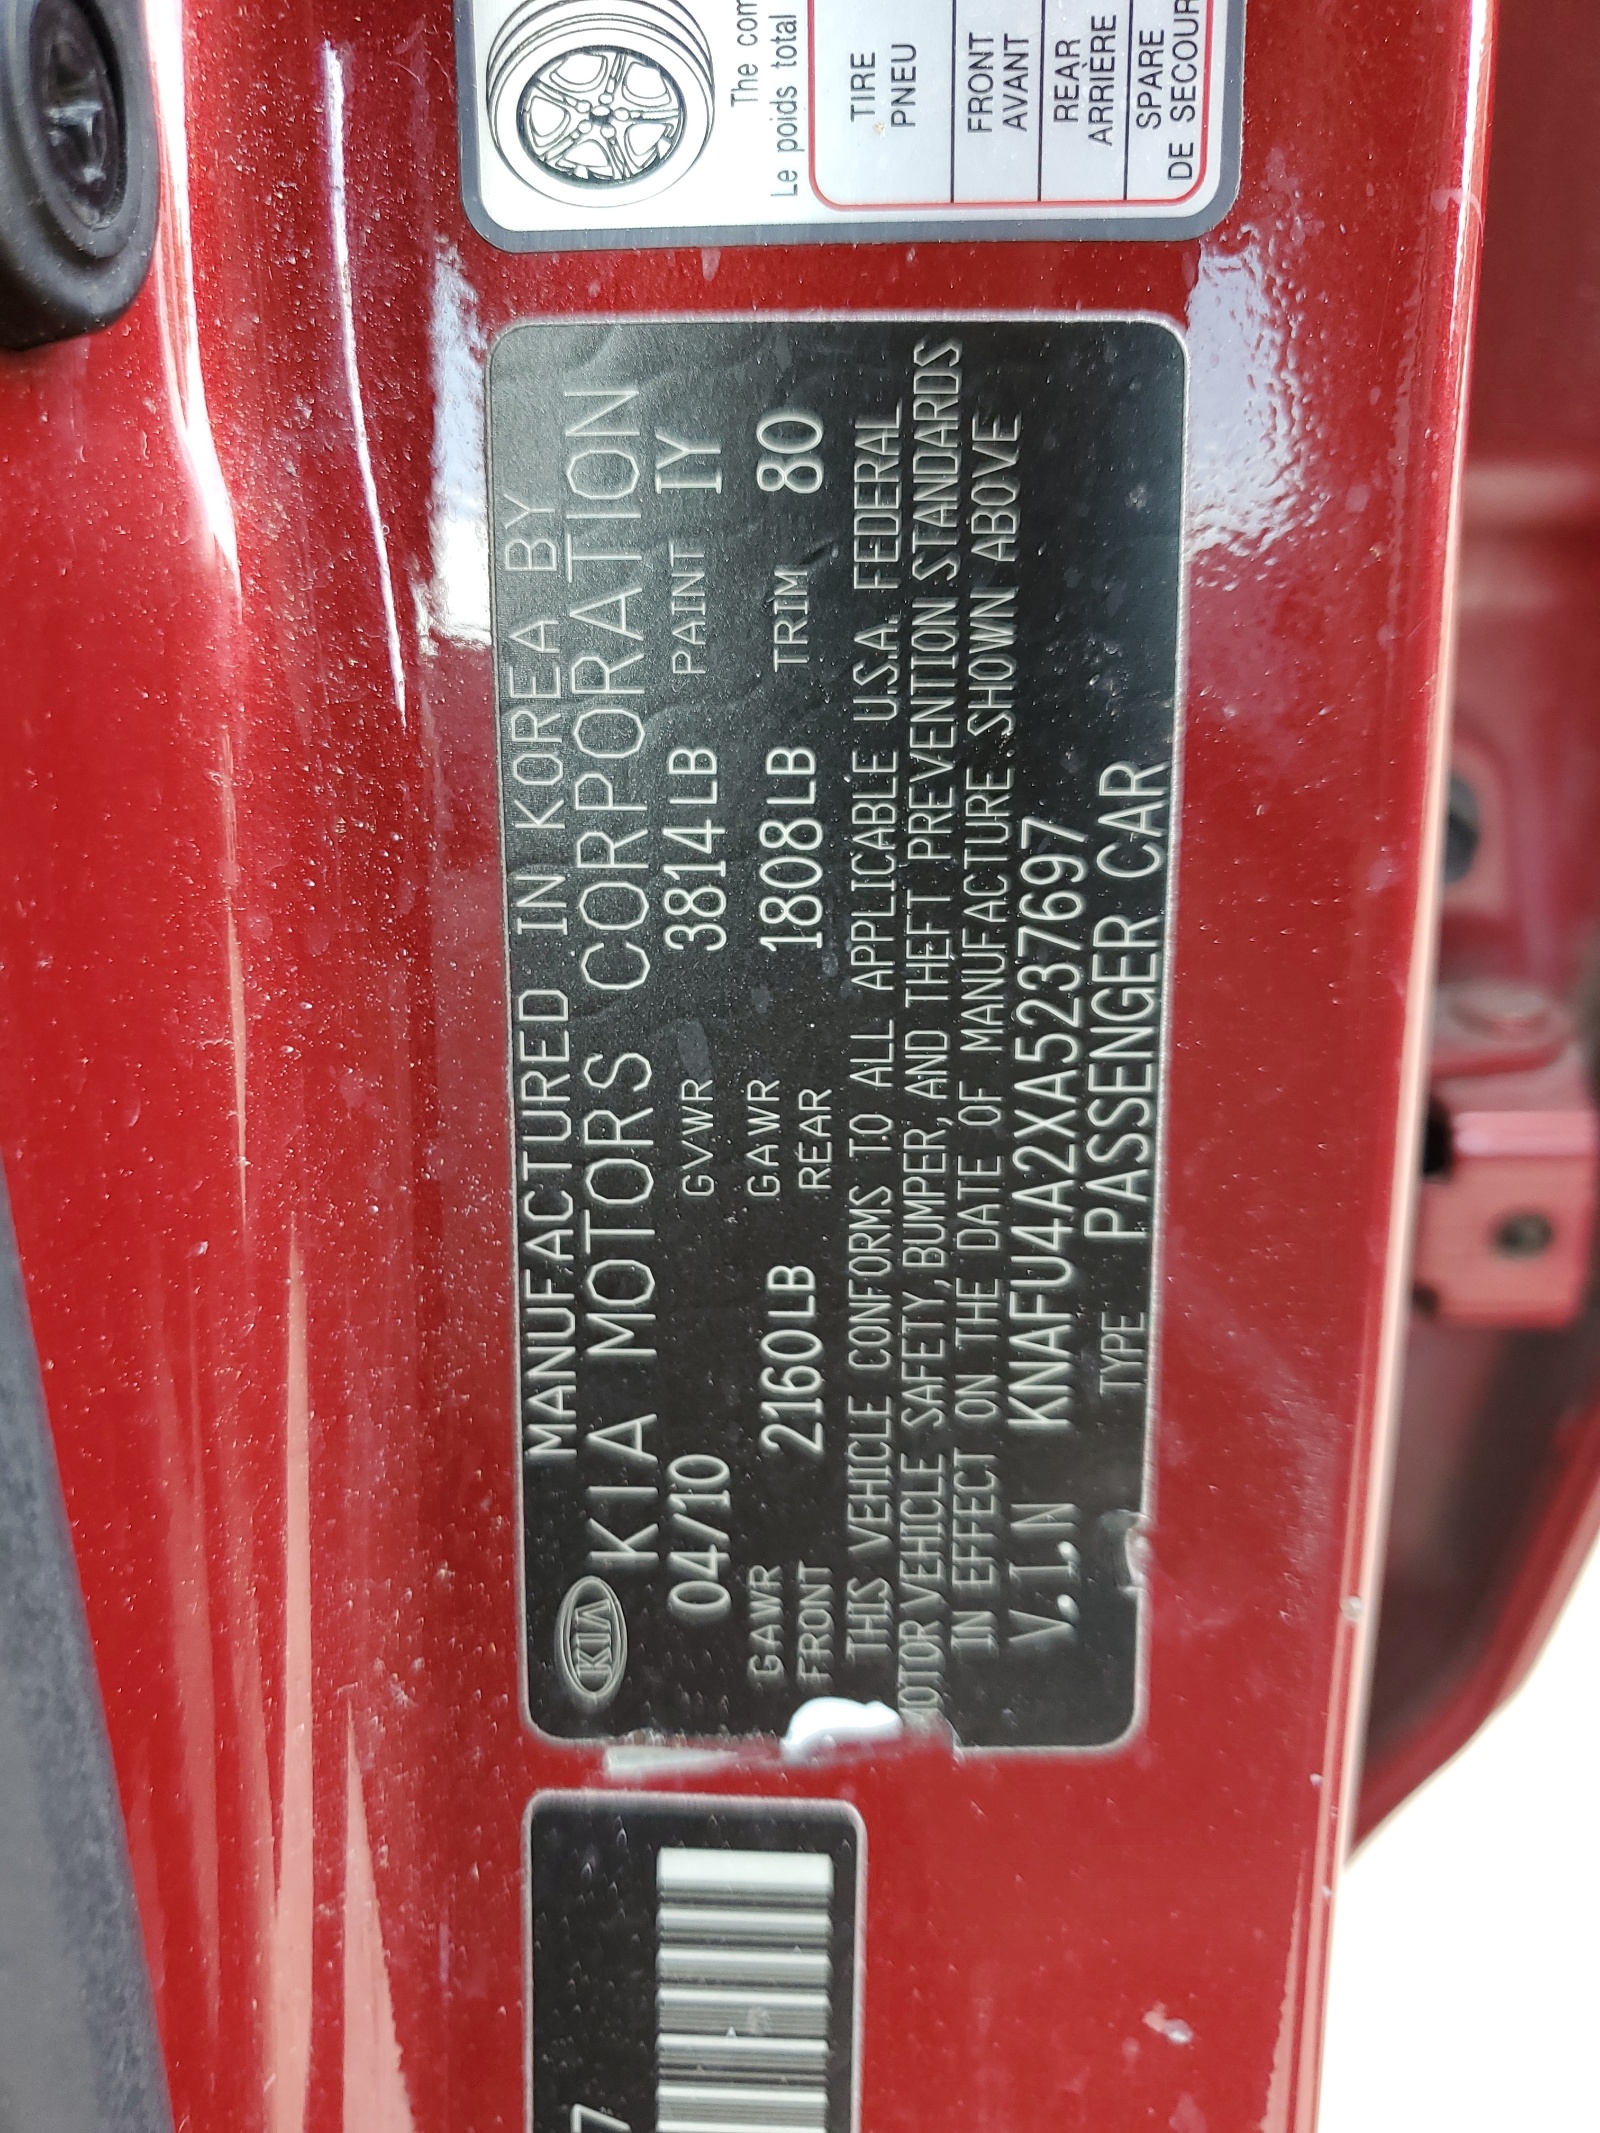 The com
Le poids total
TIRE
PNEU
FRONT
AVANT
REAR
ARRIÈRE
SPARE
DE SECOUR
MANUFACTURED IN KOREA BY
KIA KIA MOTORS CORPORATION
04/10 GVWR 3814LB PAINT IY
GAWR FRONT 2160LB GAWR REAR 1808LB TRIM 80
THIS VEHICLE CONFORMS TO ALL APPLICABLE U.S.A. FEDERAL
MOTOR VEHICLE SAFETY, BUMPER, AND THEFT PREVENTION STANDARDS
IN EFFECT ON THE DATE OF MANUFACTURE SHOWN ABOVE
V.I.N KNAFU4A2XA5237697
TYPE PASSENGER CAR
7